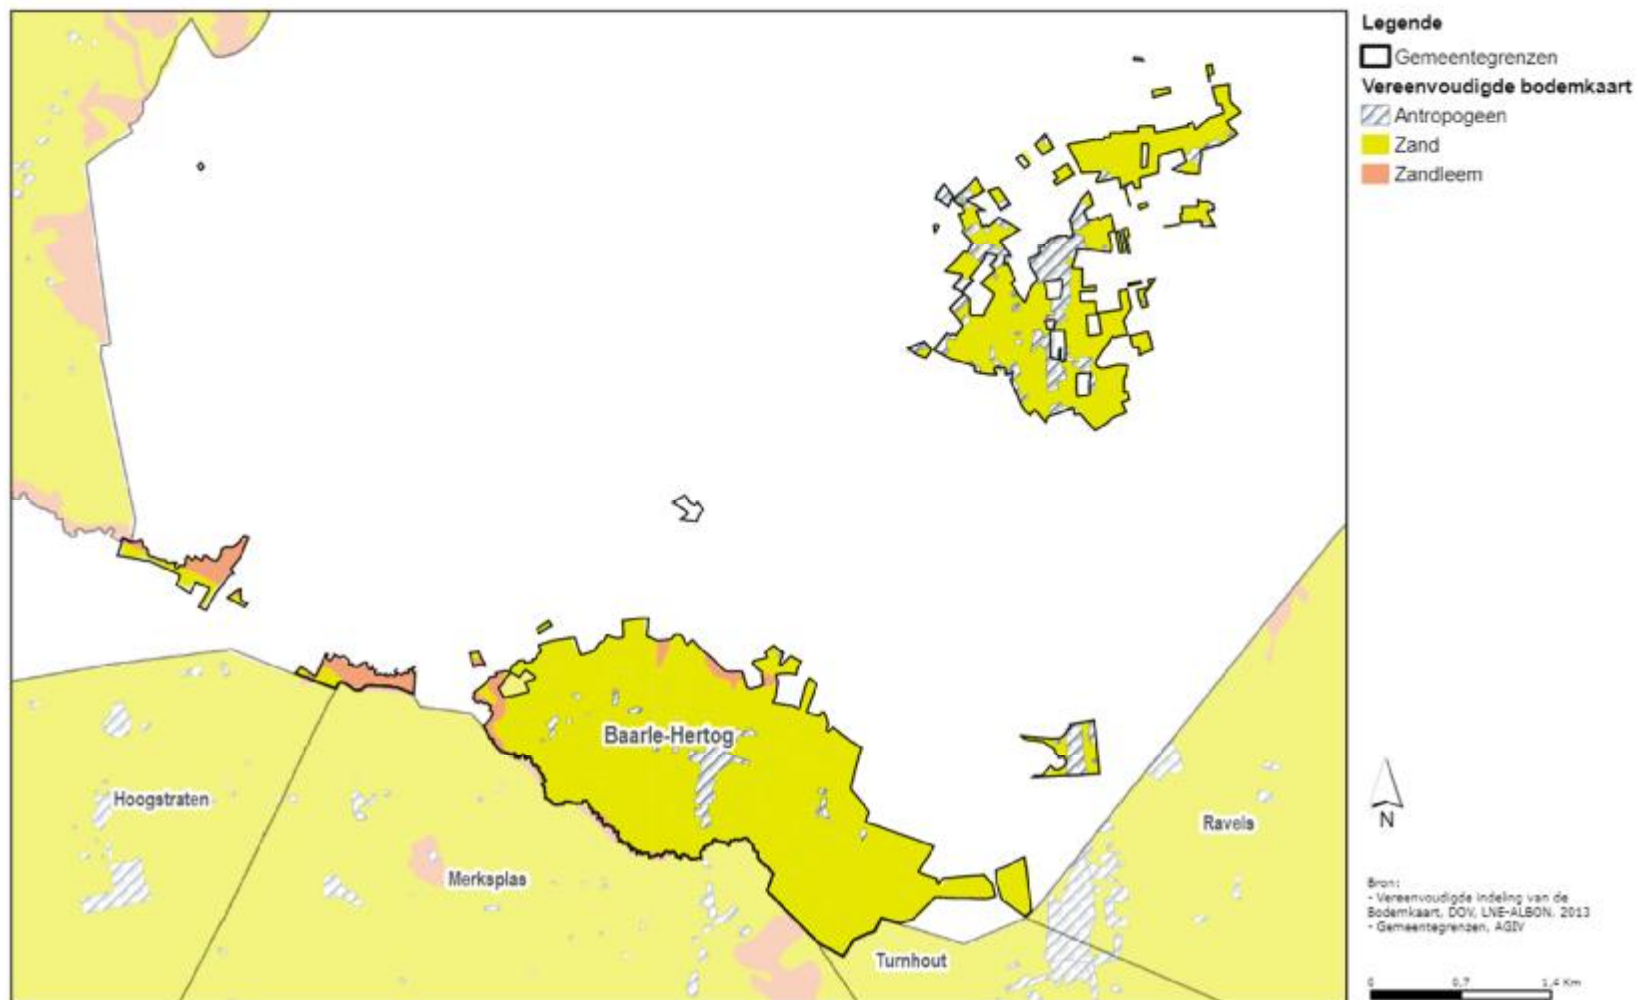 Legende
Gemeentegrenzen
Vereenvoudigde bodemkaart
Antropogeen
Zand
Zandleem
Baarle-Hertog
Hoogstraten
Ravels
Merksplas
Turnhout
N
Bron:
- Vereenvoudigde indeling van de
Bodemkaart, DOV, LNE-ALBON, 2013
- Gemeentegrenzen, AGIV
0 0,7 1,4 Km